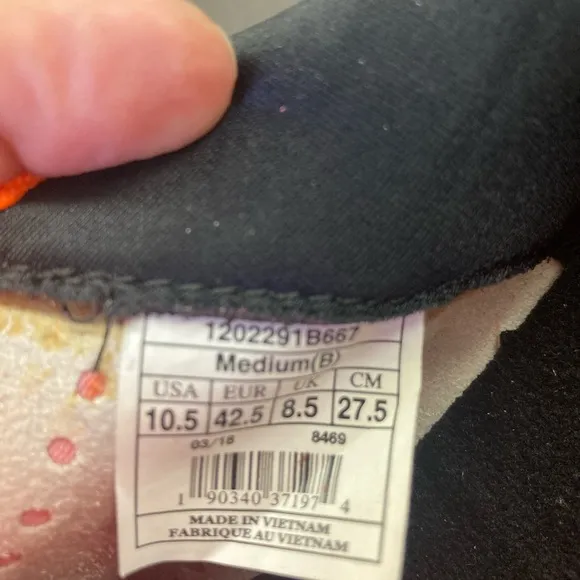 1202291B667
Medium(B)
USA EUR UK CM
10.5 42.5 8.5 27.5
03/18 8469
1 90340 37197 4
MADE IN VIETNAM
FABRIQUE AU VIETNAM